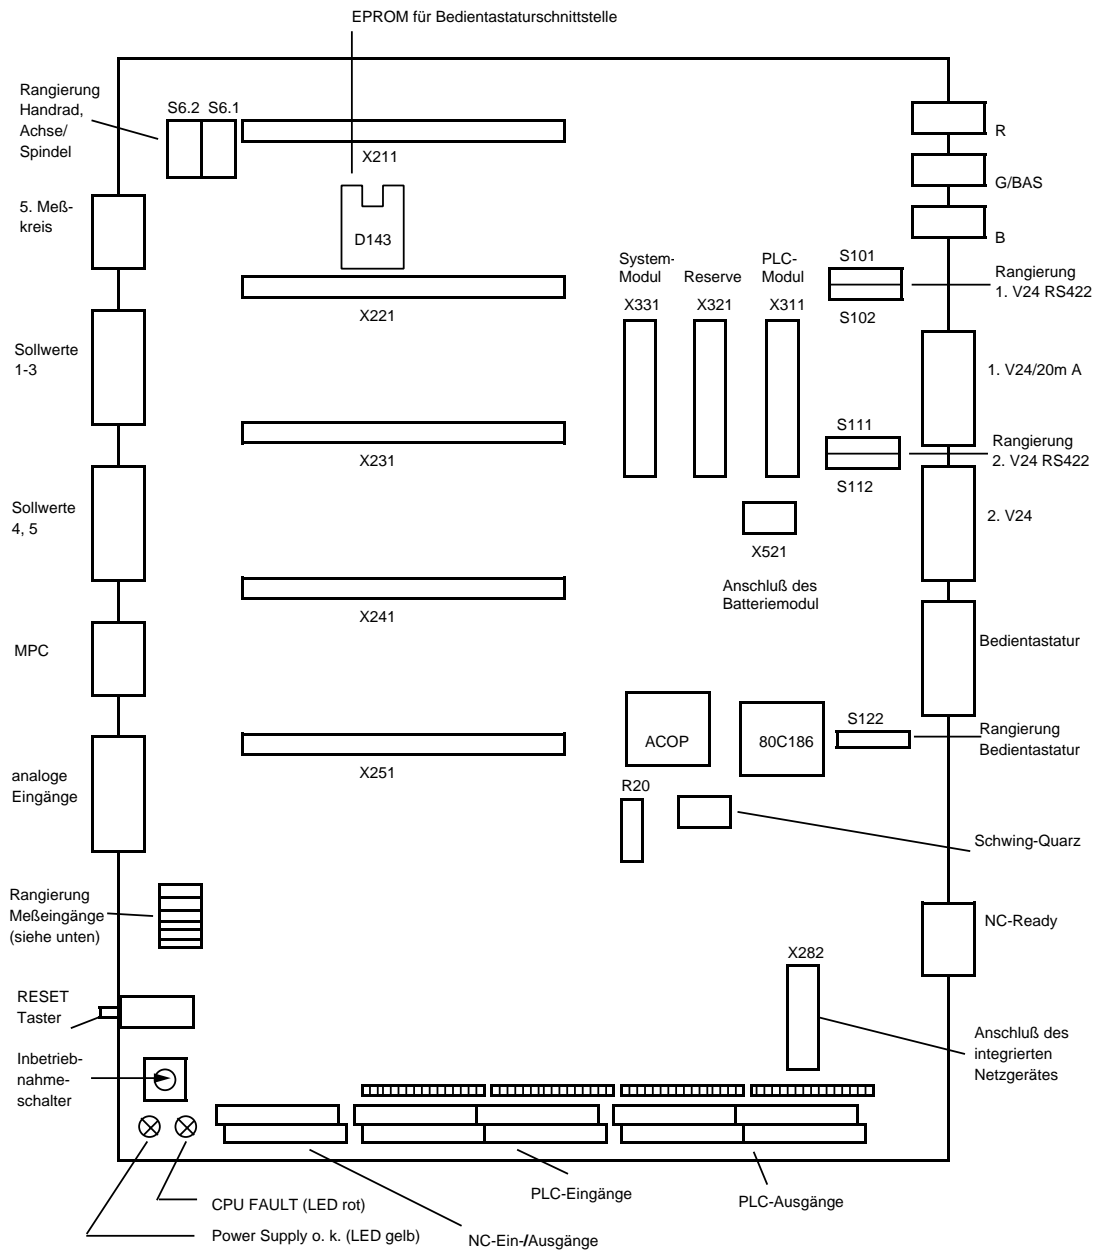 EPROM für Bedientastaturschnittstelle
Rangierung
Handrad,
Achse/
Spindel
S6.2 S6.1
X211
R
G/BAS
B
5. Meß-
kreis
D143
System-
Modul
X331
Reserve
X321
PLC-
Modul
X311
S101
S102
Rangierung
1. V24 RS422
X221
Sollwerte
1-3
1. V24/20m A
X231
S111
S112
Rangierung
2. V24 RS422
Sollwerte
4, 5
2. V24
X521
Anschluß des
Batteriemodul
X241
MPC
Bedientastatur
ACOP
80C186
S122
Rangierung
Bedientastatur
X251
analoge
Eingänge
R20
Schwing-Quarz
Rangierung
Meßeingänge
(siehe unten)
NC-Ready
X282
RESET
Taster
Anschluß des
integrierten
Netzgerätes
Inbetrieb-
nahme-
schalter
PLC-Eingänge
PLC-Ausgänge
CPU FAULT (LED rot)
Power Supply o. k. (LED gelb)
NC-Ein-/Ausgänge